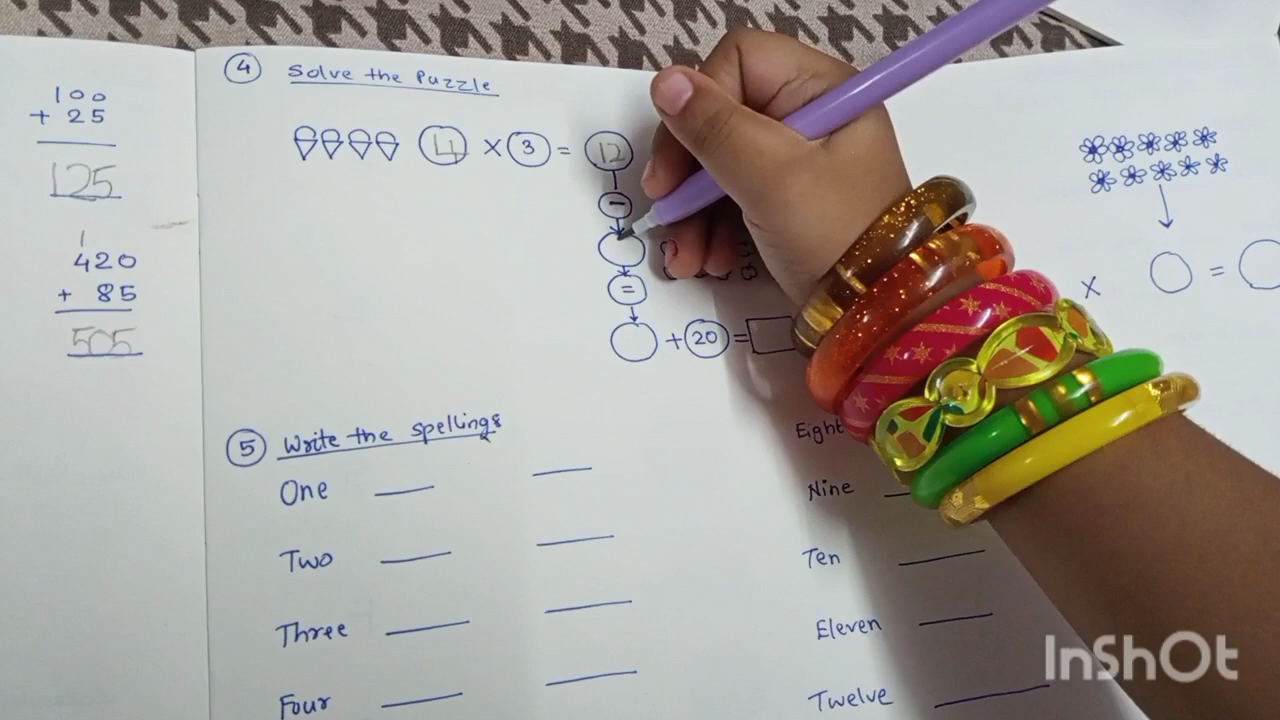 100
+ 25
125
1
420
+ 85
505
4 Solve the Puzzle
4 × 3 = 12
-
=
+ 20 =
× =
5 Write the spellings
One
Two
Three
Four
Eight
Nine
Ten
Eleven
Twelve
InShOt